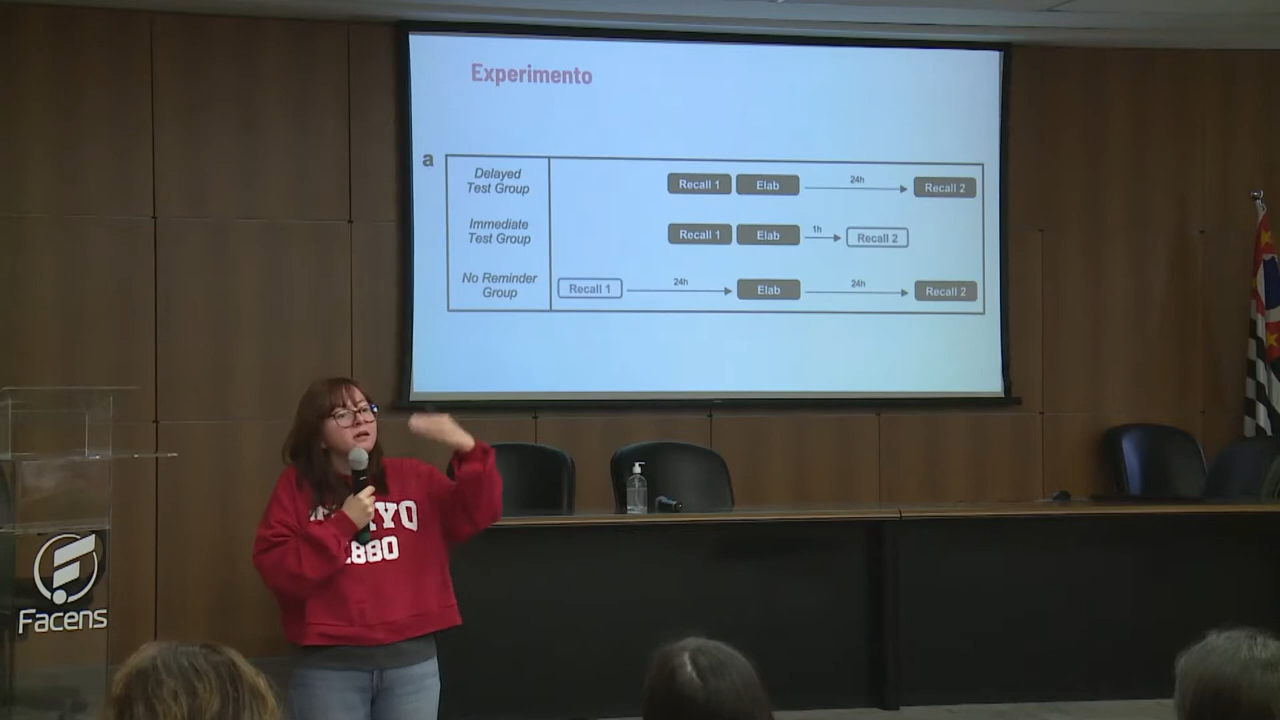 Experimento
a
Delayed
Test Group
Recall 1
Elab
24h
Recall 2
Immediate
Test Group
Recall 1
Elab
1h
Recall 2
No Reminder
Group
Recall 1
24h
Elab
24h
Recall 2
1880
Facens